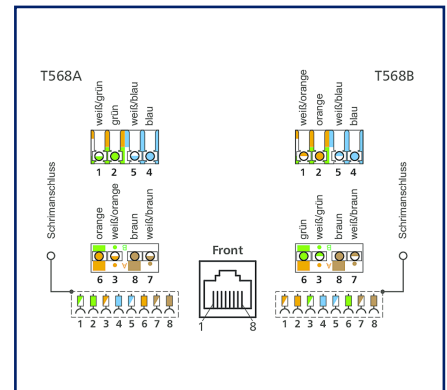 T568A
T568B
weiß/grün
grün
weiß/blau
blau
weiß/orange
orange
weiß/blau
blau
1 2 5 4
1 2 5 4
Schrimanschluss
Schrimanschluss
orange
weiß/orange
braun
weiß/braun
grün
weiß/grün
braun
weiß/braun
B
A
B
A
6 3 8 7
6 3 8 7
Front
1 8
1 2 3 4 5 6 7 8
1 2 3 4 5 6 7 8